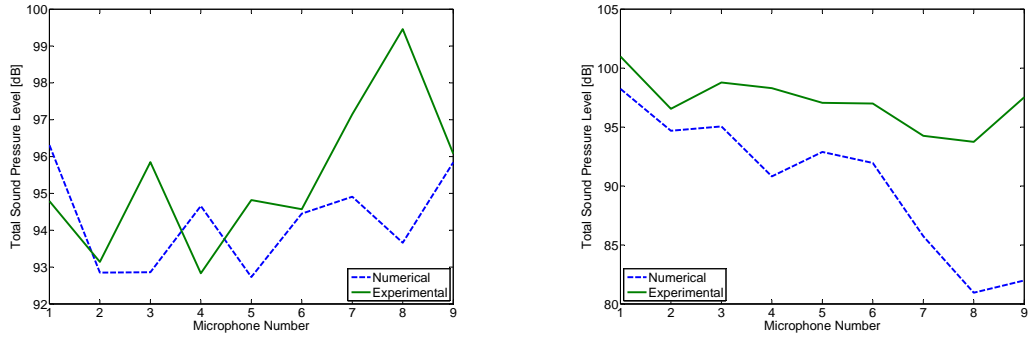 100
99
98
97
96
95
94
93
92
Total Sound Pressure Level [dB]
1 2 3 4 5 6 7 8 9
Microphone Number
Numerical
Experimental
105
100
95
90
85
80
Total Sound Pressure Level [dB]
1 2 3 4 5 6 7 8 9
Microphone Number
Numerical
Experimental